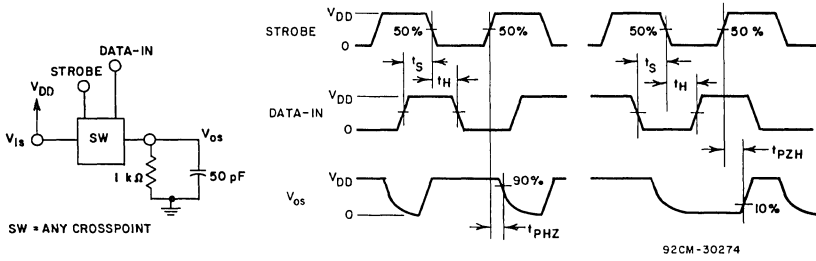 DATA-IN
STROBE
VDD
VIs
SW
VOS
1 kΩ
50 pF
SW = ANY CROSSPOINT
STROBE
VDD
0
50%
50%
50%
50%
tS
tH
tS
tH
DATA-IN
VDD
0
tPZH
VOS
VDD
0
90%
10%
tPHZ
92CM-30274